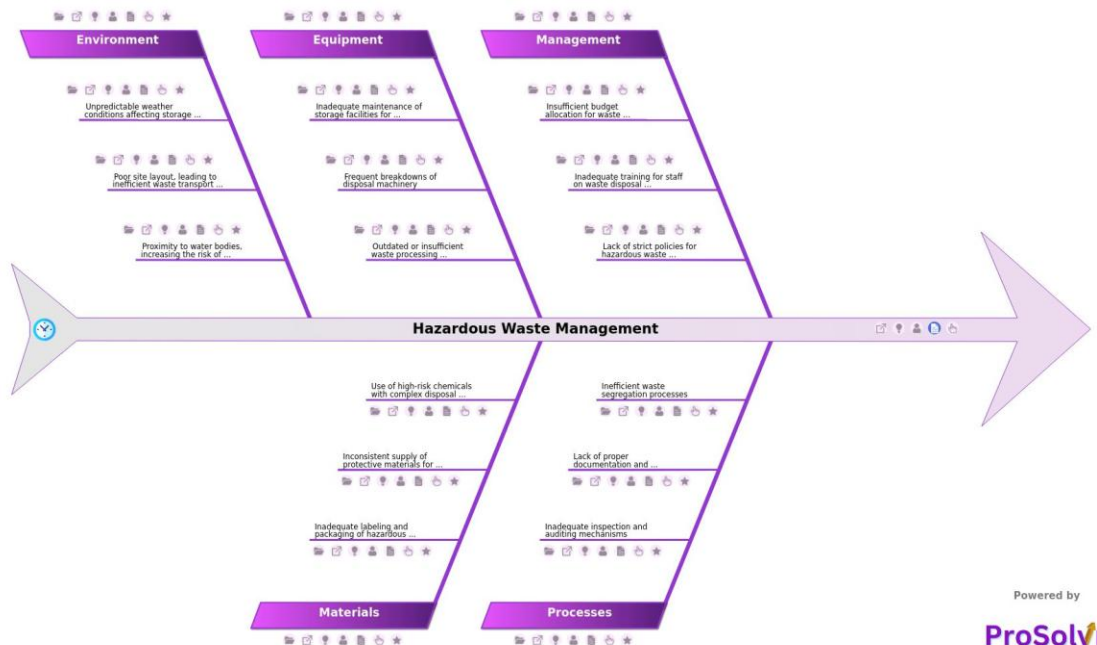 Environment
Equipment
Management
Unpredictable weather
conditions affecting storage ...
Inadequate maintenance of
storage facilities for ...
Insufficient budget
allocation for waste ...
Poor site layout, leading to
inefficient waste transport ...
Frequent breakdowns of
disposal machinery
Inadequate training for staff
on waste disposal ...
Proximity to water bodies,
increasing the risk of ...
Outdated or insufficient
waste processing ...
Lack of strict policies for
hazardous waste ...
Hazardous Waste Management
Use of high-risk chemicals
with complex disposal ...
Inefficient waste
segregation processes
Inconsistent supply of
protective materials for ...
Lack of proper
documentation and ...
Inadequate labeling and
packaging of hazardous ...
Inadequate inspection and
auditing mechanisms
Materials
Processes
Powered by